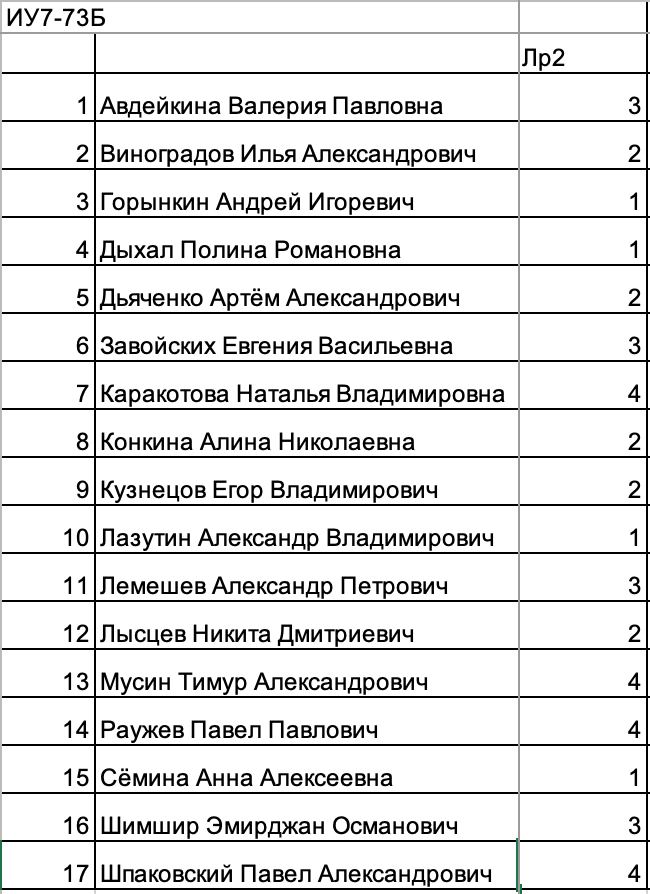 ИУ7-73Б
Лр2
1 Авдейкина Валерия Павловна 3
2 Виноградов Илья Александрович 2
3 Горынкин Андрей Игоревич 1
4 Дыхал Полина Романовна 1
5 Дьяченко Артём Александрович 2
6 Завойских Евгения Васильевна 3
7 Каракотова Наталья Владимировна 4
8 Конкина Алина Николаевна 2
9 Кузнецов Егор Владимирович 2
10 Лазутин Александр Владимирович 1
11 Лемешев Александр Петрович 3
12 Лысцев Никита Дмитриевич 2
13 Мусин Тимур Александрович 4
14 Раужев Павел Павлович 4
15 Сёмина Анна Алексеевна 1
16 Шимшир Эмирджан Османович 3
17 Шпаковский Павел Александрович 4